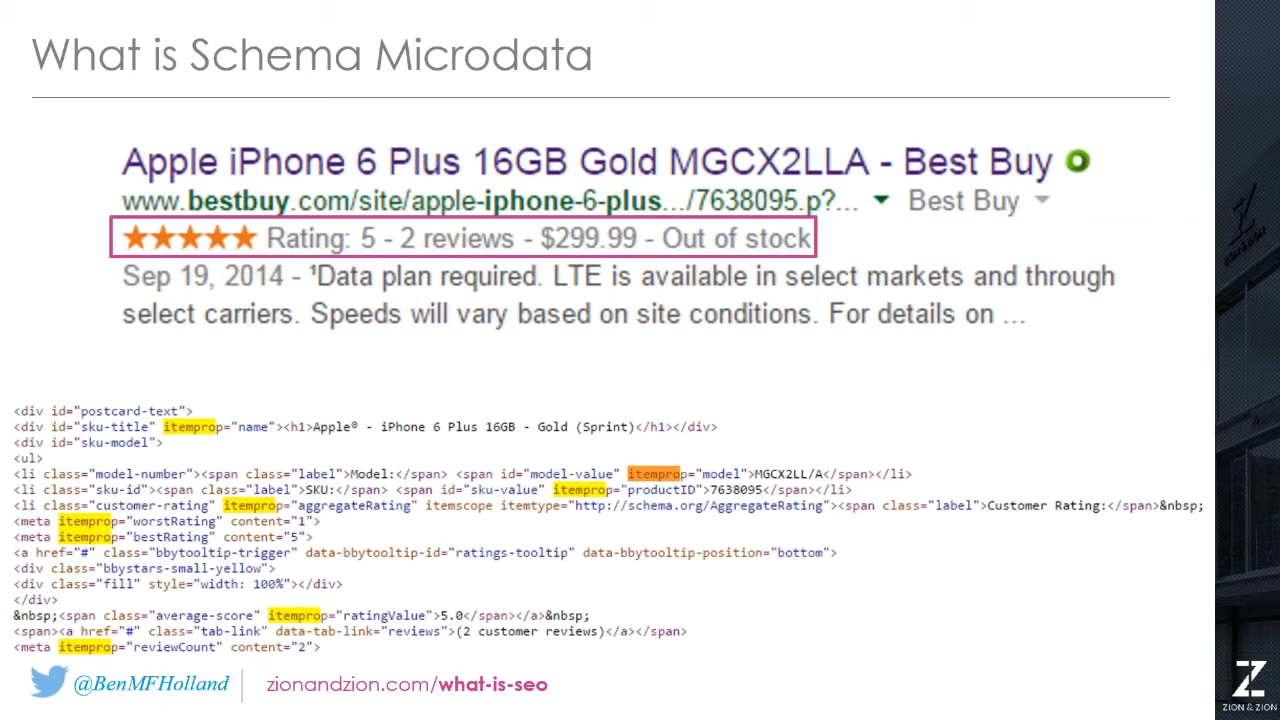 What is Schema Microdata
Apple iPhone 6 Plus 16GB Gold MGCX2LLA - Best Buy
www.bestbuy.com/site/apple-iphone-6-plus.../7638095.p?... Best Buy
Rating: 5 - 2 reviews - $299.99 - Out of stock
Sep 19, 2014 - ¹Data plan required. LTE is available in select markets and through
select carriers. Speeds will vary based on site conditions. For details on ...
<div id="postcard-text">
<div id="sku-title" itemprop="name"><h1>Apple® - iPhone 6 Plus 16GB - Gold (Sprint)</h1></div>
<div id="sku-model">
<ul>
<li class="model-number"><span class="label">Model:</span> <span id="model-value" itemprop="model">MGCX2LL/A</span></li>
<li class="sku-id"><span class="label">SKU:</span> <span id="sku-value" itemprop="productID">7638095</span></li>
<li class="customer-rating" itemprop="aggregateRating" itemscope itemtype="http://schema.org/AggregateRating"><span class="label">Customer Rating:</span>&nbsp;
<meta itemprop="worstRating" content="1">
<meta itemprop="bestRating" content="5">
<a href="#" class="bbytooltip-trigger" data-bbytooltip-id="ratings-tooltip" data-bbytooltip-position="bottom">
<div class="bbystars-small-yellow">
<div class="fill" style="width: 100%"></div>
</div>
&nbsp;<span class="average-score" itemprop="ratingValue">5.0</span></a>&nbsp;
<span><a href="#" class="tab-link" data-tab-link="reviews">(2 customer reviews)</a></span>
<meta itemprop="reviewCount" content="2">
@BenMFHolland zionandzion.com/what-is-seo
ZION & ZION